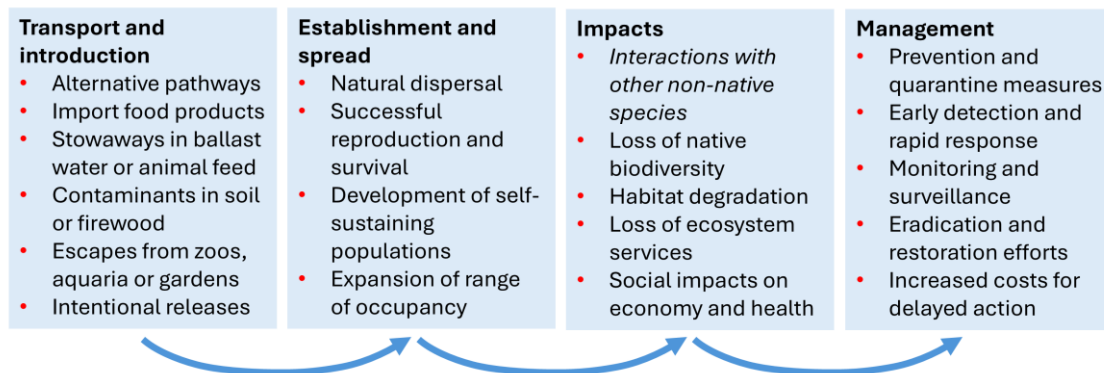 Transport and
introduction
• Alternative pathways
• Import food products
• Stowaways in ballast
water or animal feed
• Contaminants in soil
or firewood
• Escapes from zoos,
aquaria or gardens
• Intentional releases
Establishment and
spread
• Natural dispersal
• Successful
reproduction and
survival
• Development of self-
sustaining
populations
• Expansion of range
of occupancy
Impacts
• Interactions with
other non-native
species
• Loss of native
biodiversity
• Habitat degradation
• Loss of ecosystem
services
• Social impacts on
economy and health
Management
• Prevention and
quarantine measures
• Early detection and
rapid response
• Monitoring and
surveillance
• Eradication and
restoration efforts
• Increased costs for
delayed action